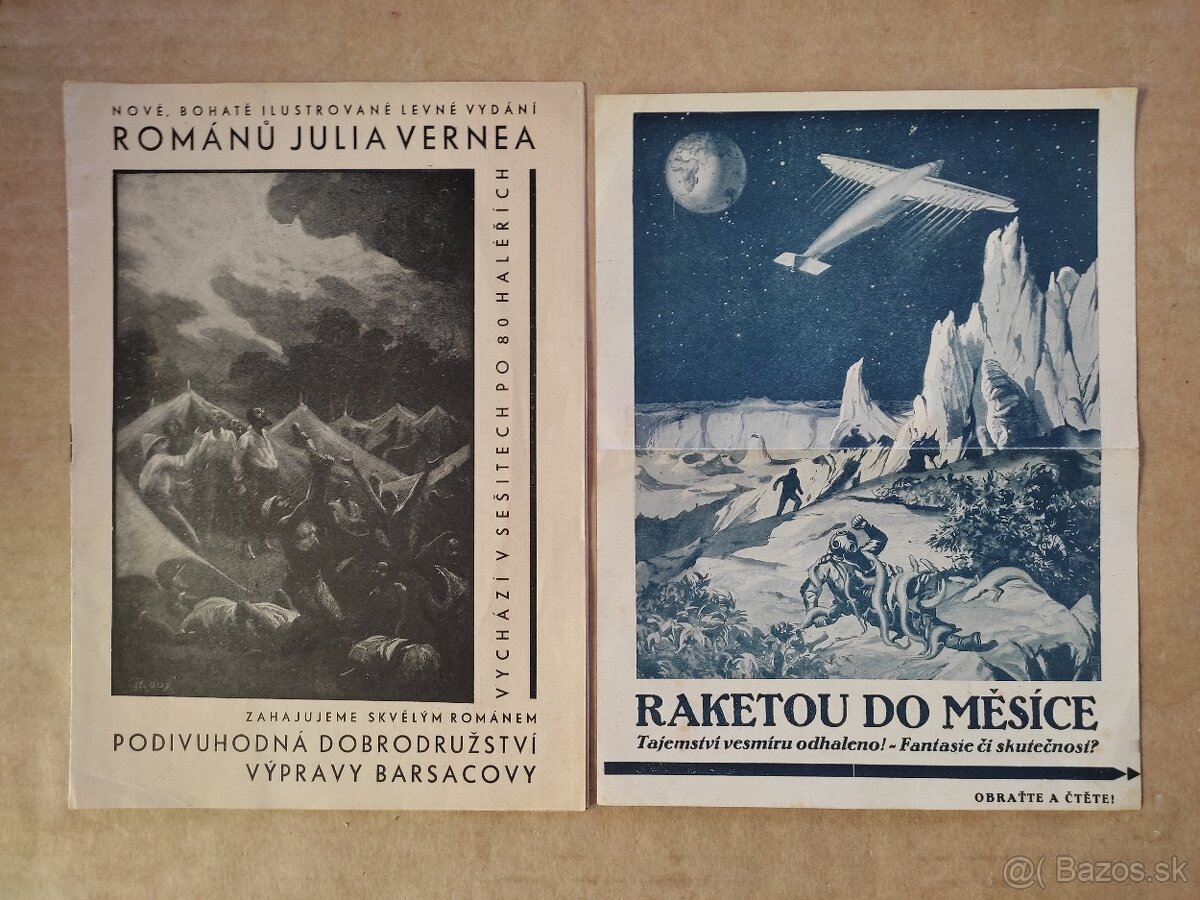 NOVÉ, BOHATĚ ILUSTROVANÉ LEVNÉ VYDÁNÍ
ROMÁNŮ JULIA VERNEA
VYCHÁZÍ V SEŠITECH PO 80 HALÉŘÍCH
ZAHAJUJEME SKVĚLÝM ROMÁNEM
PODIVUHODNÁ DOBRODRUŽSTVÍ
VÝPRAVY BARSACOVY
RAKETOU DO MĚSÍCE
Tajemství vesmíru odhaleno! - Fantasie či skutečnost?
OBRAŤTE A ČTĚTE!
@( Bazos.sk